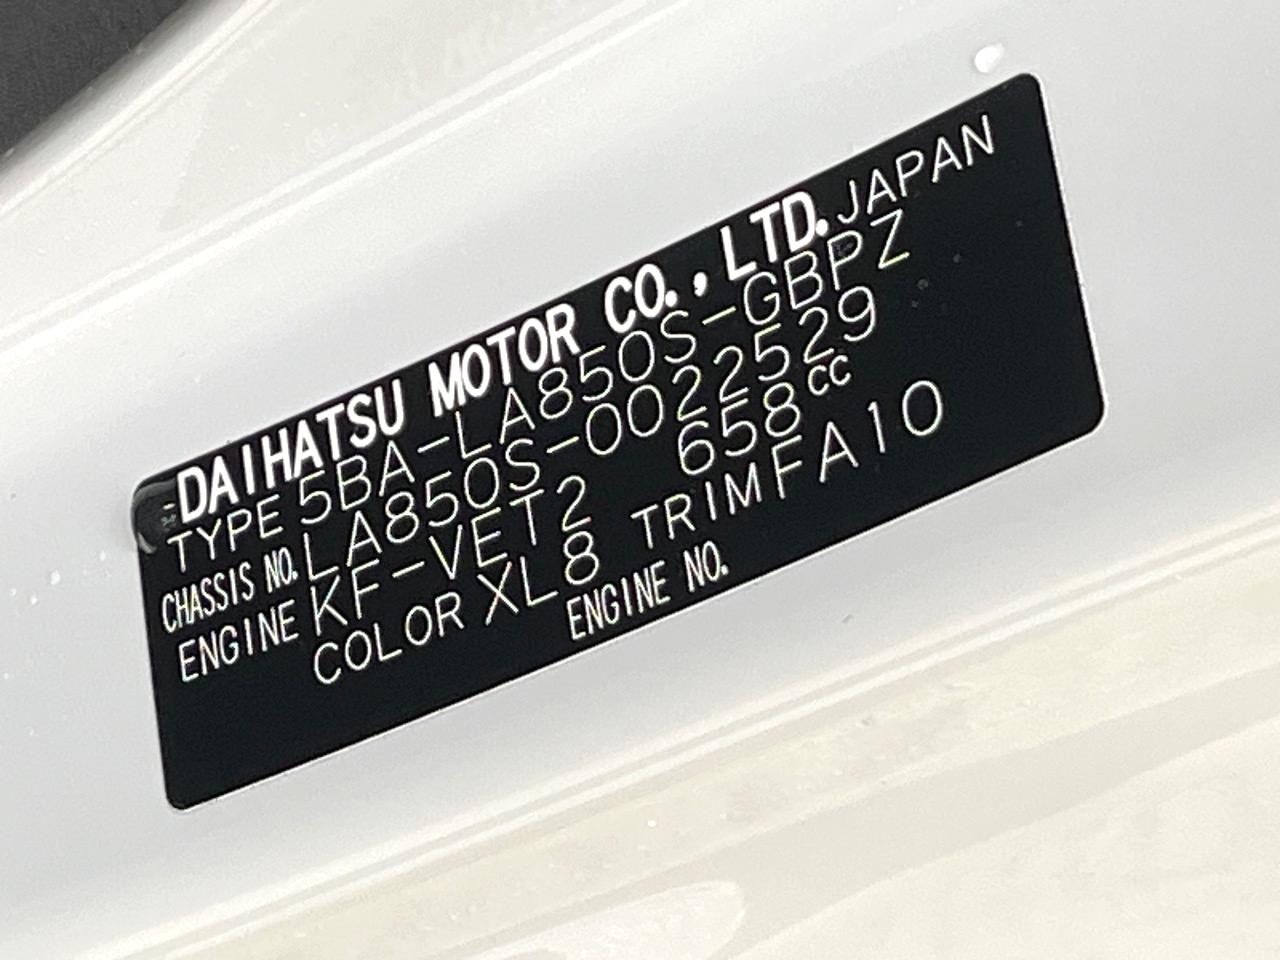 DAIHATSU MOTOR CO., LTD. JAPAN
TYPE 5BA-LA850S-GBPZ
CHASSIS NO. LA850S-0022529
ENGINE KF-VET2 658CC
COLOR XL8 TRIM FA10
ENGINE NO.